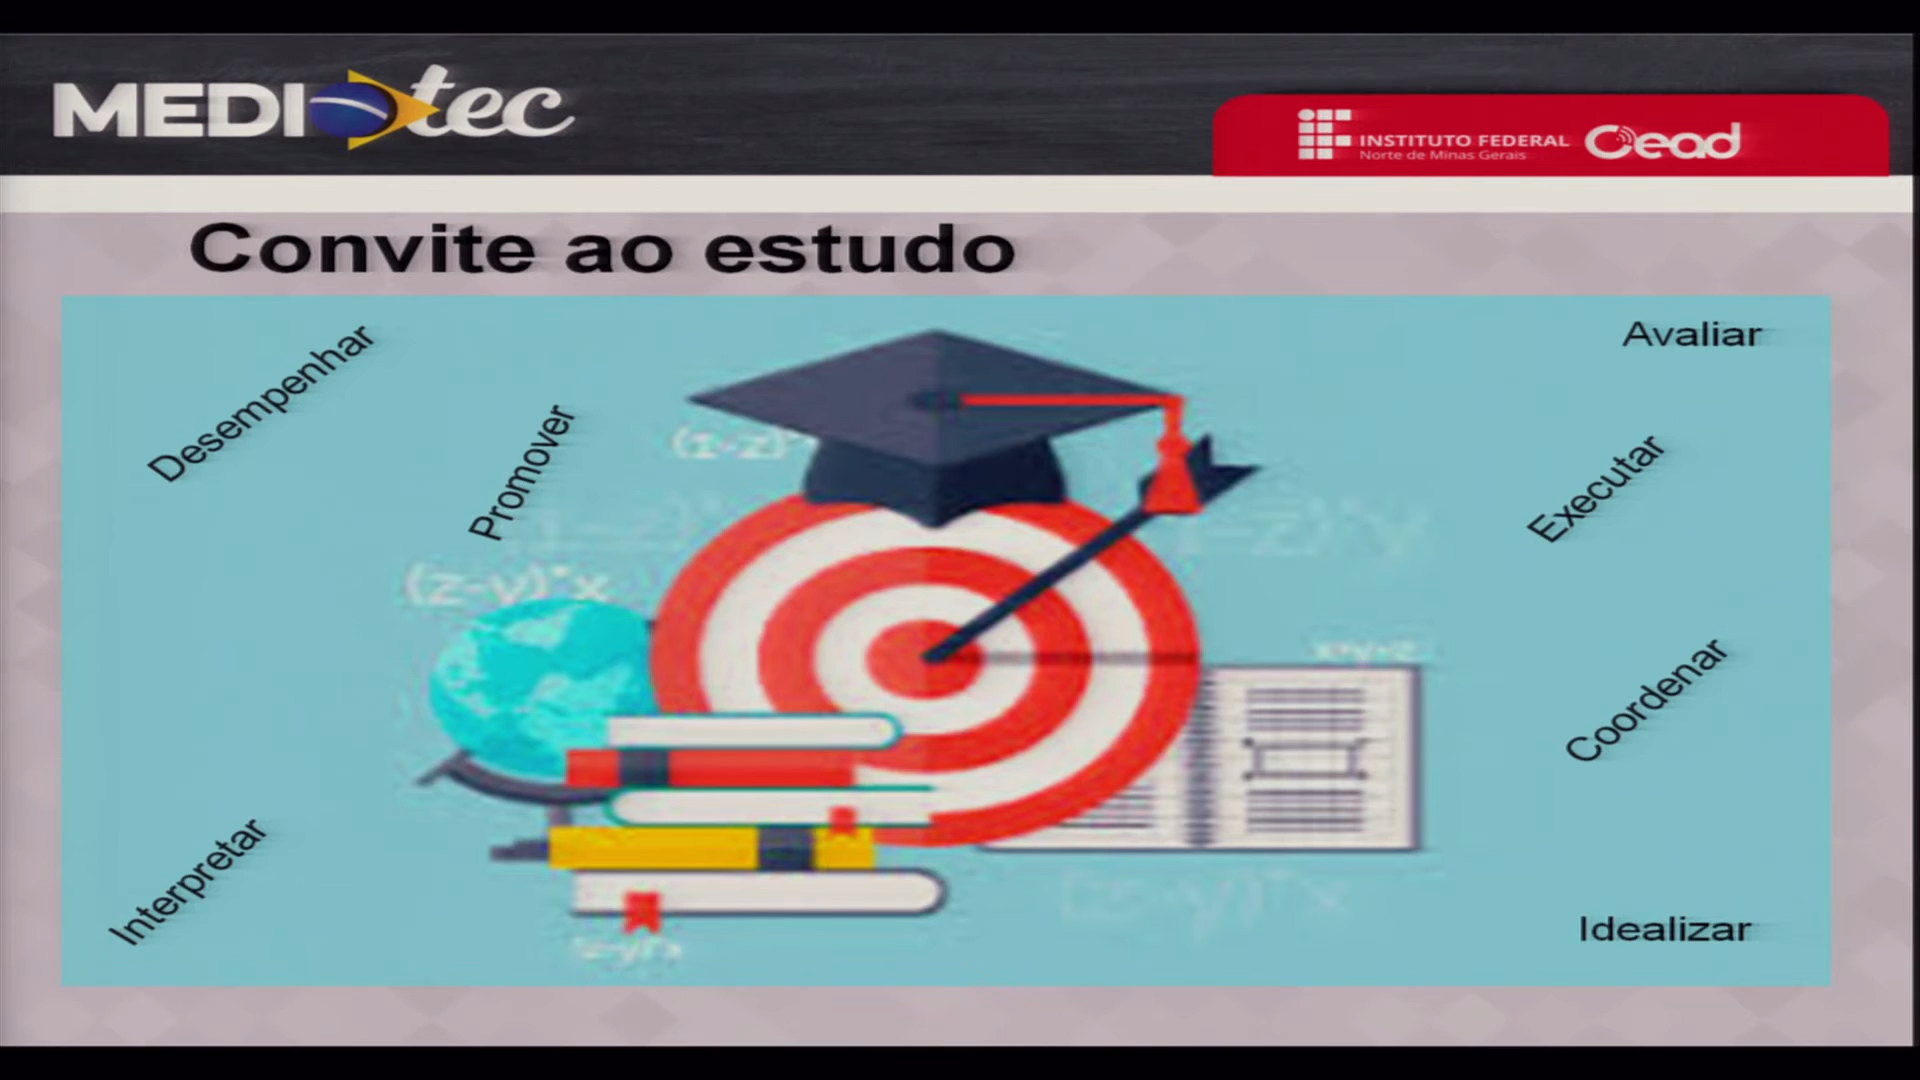 MEDIOtec
INSTITUTO FEDERAL
Norte de Minas Gerais
Cead
Convite ao estudo
Desempenhar
Promover
Avaliar
Executar
(z-y)*x
Coordenar
Interpretar
Idealizar